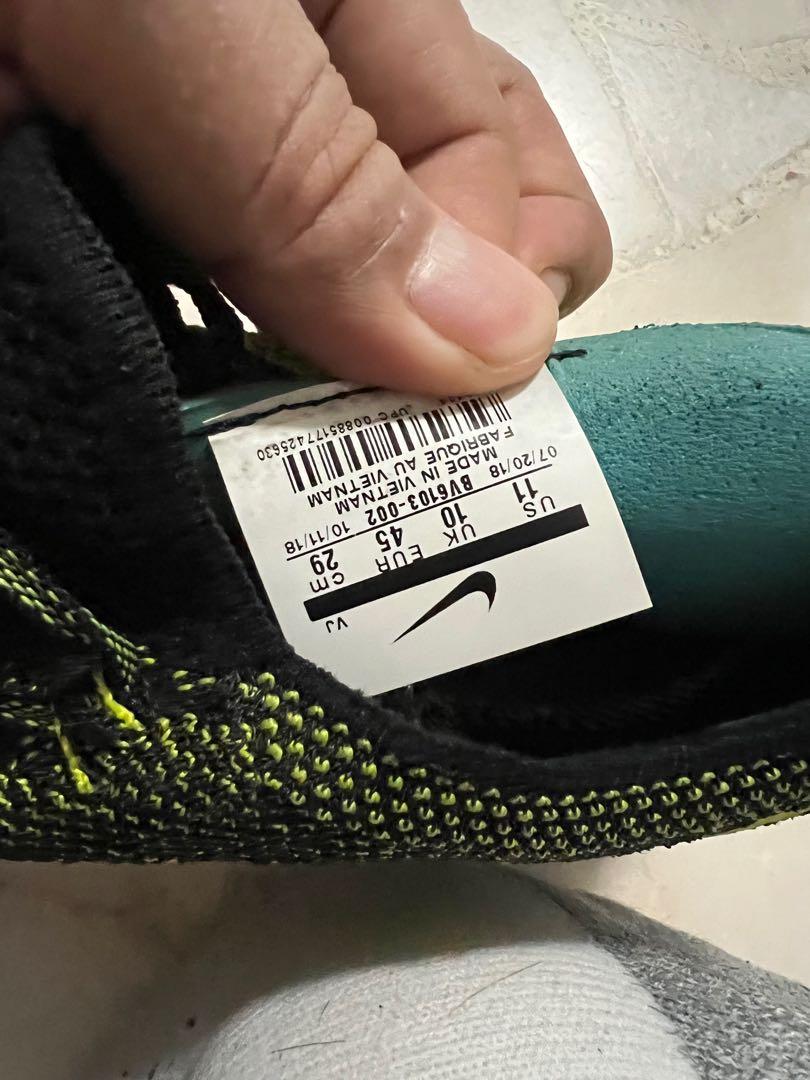 VJ
US UK EUR cm
11 10 45 29
07/20/18 BV6103-002 10/11/18
MADE IN VIETNAM
FABRIQUE AU VIETNAM
UPC 00885177425630